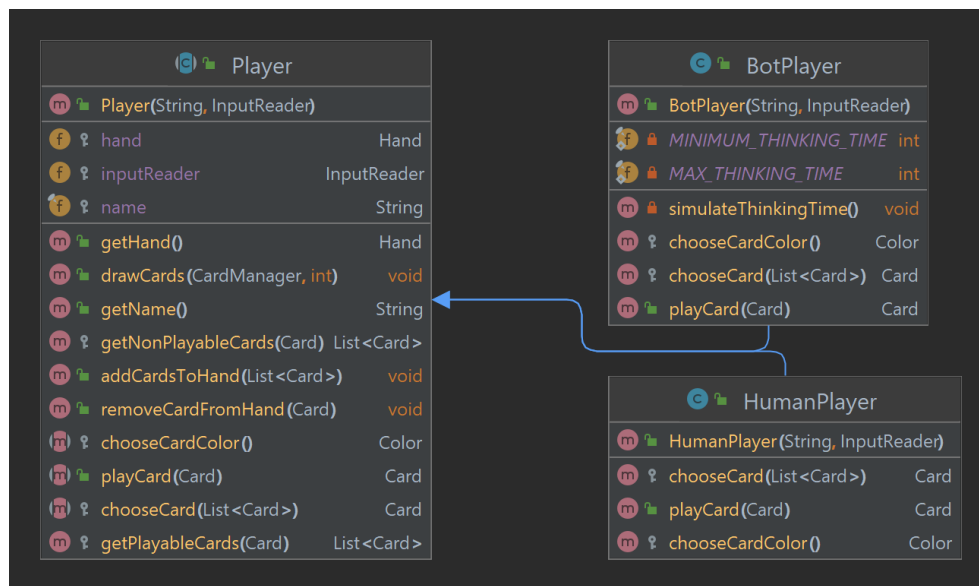 Player
Player(String, InputReader)
hand Hand
inputReader InputReader
name String
getHand() Hand
drawCards(CardManager, int) void
getName() String
getNonPlayableCards(Card) List<Card>
addCardsToHand(List<Card>) void
removeCardFromHand(Card) void
chooseCardColor() Color
playCard(Card) Card
chooseCard(List<Card>) Card
getPlayableCards(Card) List<Card>
BotPlayer
BotPlayer(String, InputReader)
MINIMUM_THINKING_TIME int
MAX_THINKING_TIME int
simulateThinkingTime() void
chooseCardColor() Color
chooseCard(List<Card>) Card
playCard(Card) Card
HumanPlayer
HumanPlayer(String, InputReader)
chooseCard(List<Card>) Card
playCard(Card) Card
chooseCardColor() Color